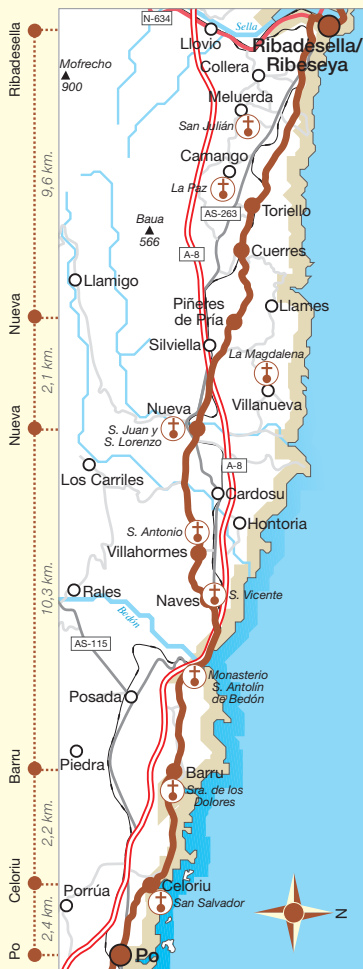 N-634
Sella
Llovio
Ribadesella/
Ribeseya
Collera
Mofrecho
900
Meluerda
San Julián
Camango
La Paz
AS-263
Toriello
Baua
566
A-8
Cuerres
Llamigo
Llames
Piñeres
de Pría
Silviella
La Magdalena
Villanueva
Nueva
S. Juan y
S. Lorenzo
Los Carriles
A-8
Cardosu
Hontoria
S. Antonio
Villahormes
Rales
Naves
S. Vicente
Bedón
AS-115
Monasterio
S. Antolín
de Bedón
Posada
Piedra
Barru
Sra. de los
Dolores
Celoriu
Porrúa
San Salvador
Po
N
Ribadesella
9,6 km.
Nueva
2,1 km.
Nueva
10,3 km.
Barru
2,2 km.
Celoriu
2,4 km.
Po